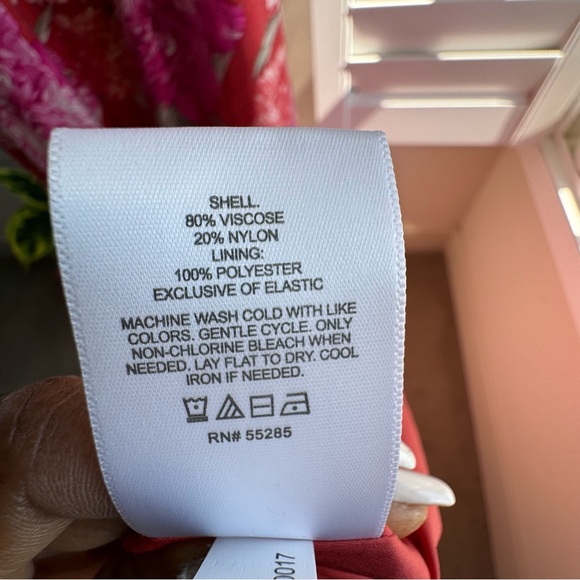 SHELL.
80% VISCOSE
20% NYLON
LINING:
100% POLYESTER
EXCLUSIVE OF ELASTIC
MACHINE WASH COLD WITH LIKE
COLORS. GENTLE CYCLE. ONLY
NON-CHLORINE BLEACH WHEN
NEEDED. LAY FLAT TO DRY. COOL
IRON IF NEEDED.
RN# 55285